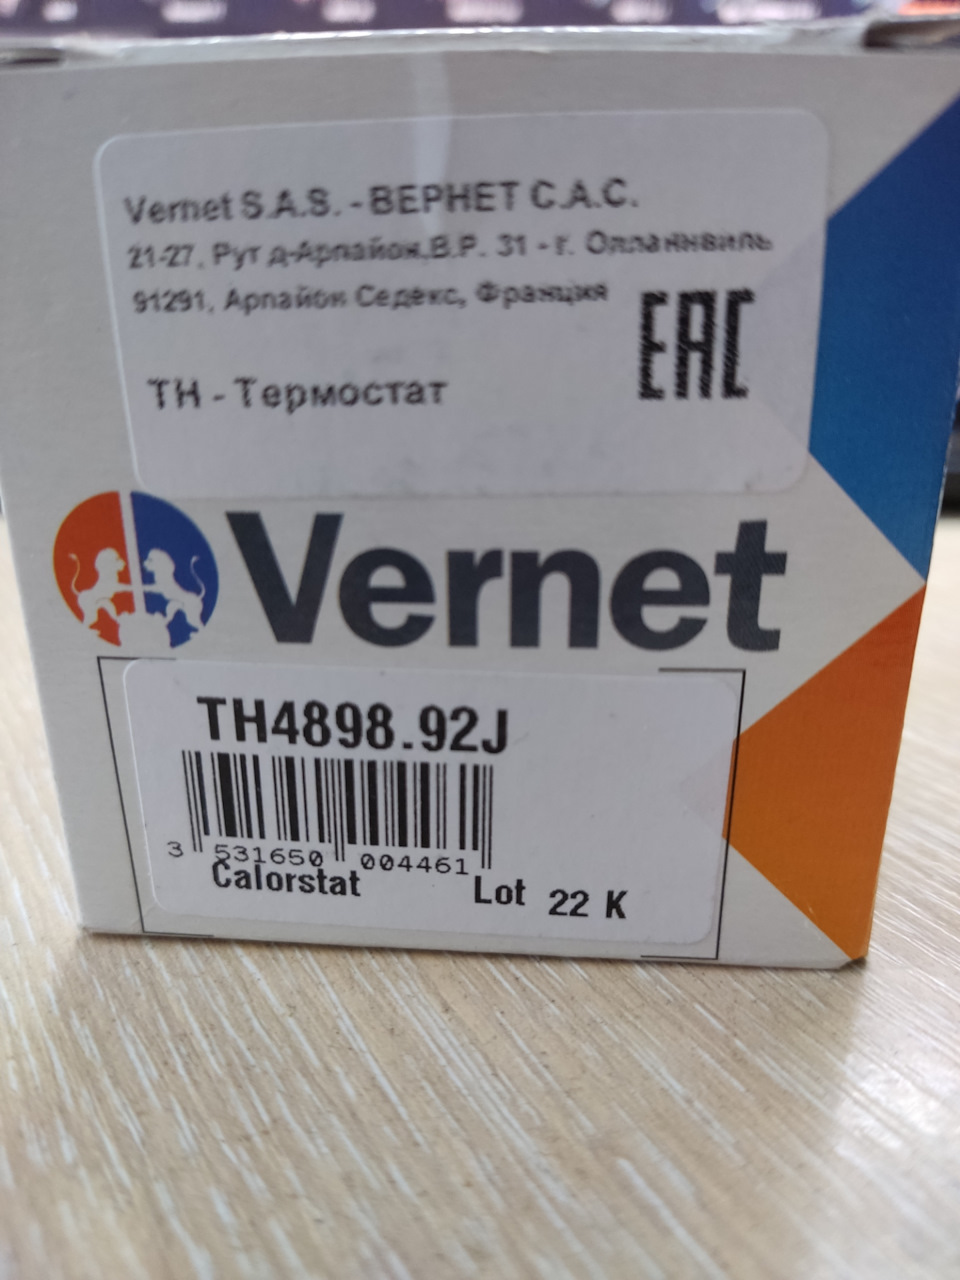 Vernet S.A.S. - ВЕРНЕТ С.А.С.
21-27, Рут д-Арпайон,B.P. 31 - г. Олланнвиль
91291, Арпайон Седекс, Франция
EAC
TH - Термостат
Vernet
TH4898.92J
3 531650 004461
Calorstat
Lot 22 K